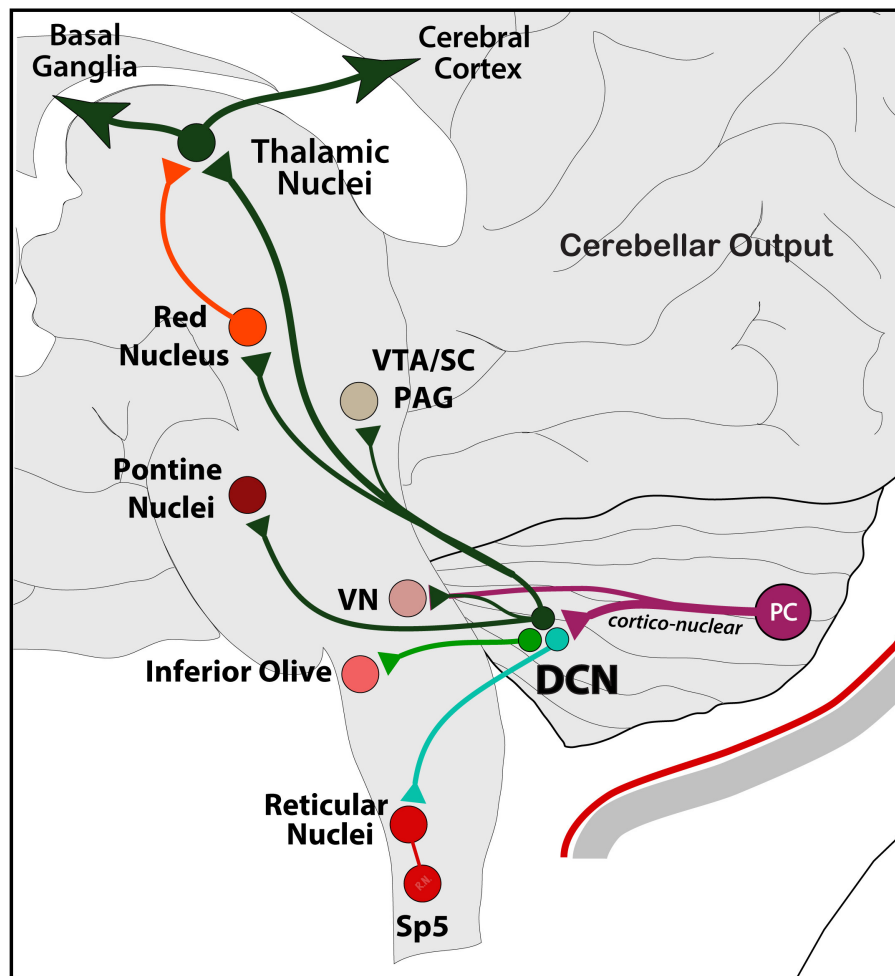 Basal
Ganglia
Cerebral
Cortex
Thalamic
Nuclei
Cerebellar Output
Red
Nucleus
VTA/SC
PAG
Pontine
Nuclei
VN
PC
cortico-nuclear
Inferior Olive
DCN
Reticular
Nuclei
R.N.
Sp5